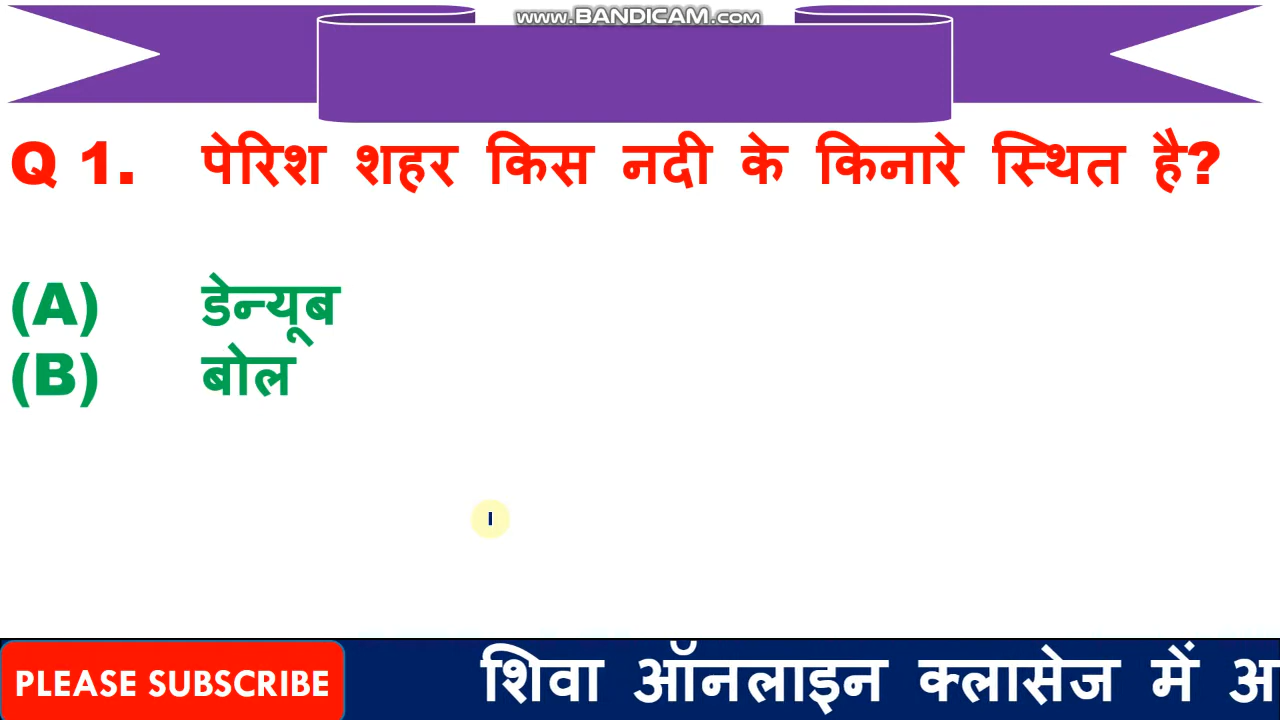 www.BANDICAM.com
Q 1. पेरिश शहर किस नदी के किनारे स्थित है?
(A) डेन्यूब
(B) बोल
PLEASE SUBSCRIBE शिवा ऑनलाइन क्लासेज में अ